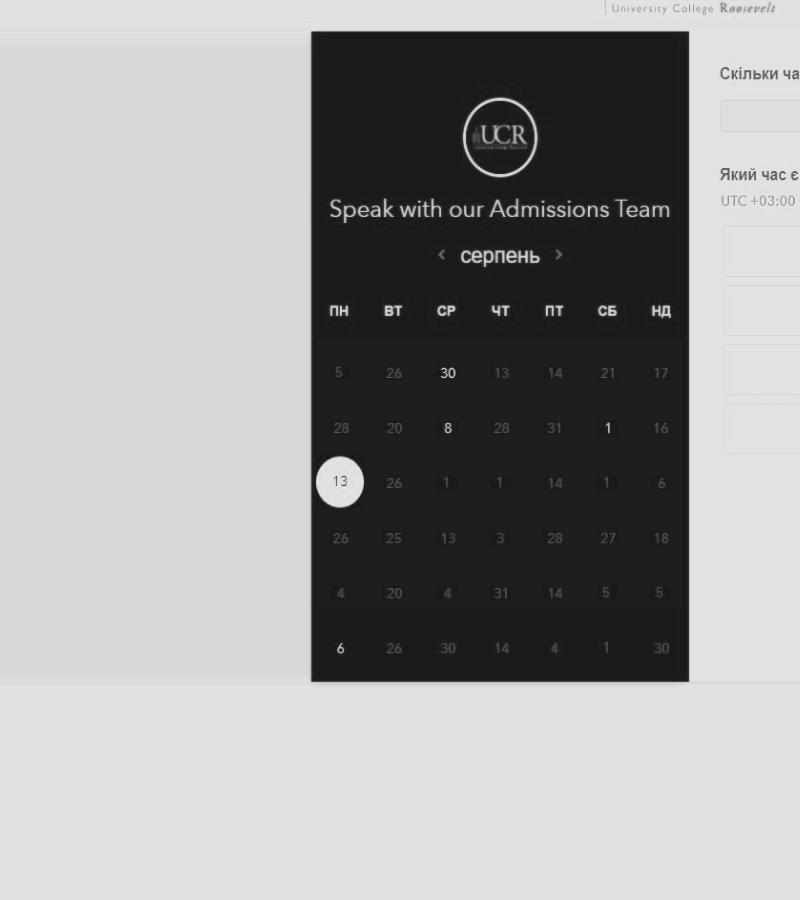 University College Roosevelt
Скільки ча
UCR
Який час є
UTC +03:00
Speak with our Admissions Team
< серпень >
ПН ВТ СР ЧТ ПТ СБ НД
5 26 30 13 14 21 17
28 20 8 28 31 1 16
13 26 1 1 14 1 6
26 25 13 3 28 27 18
4 20 4 31 14 5 5
6 26 30 14 4 1 30